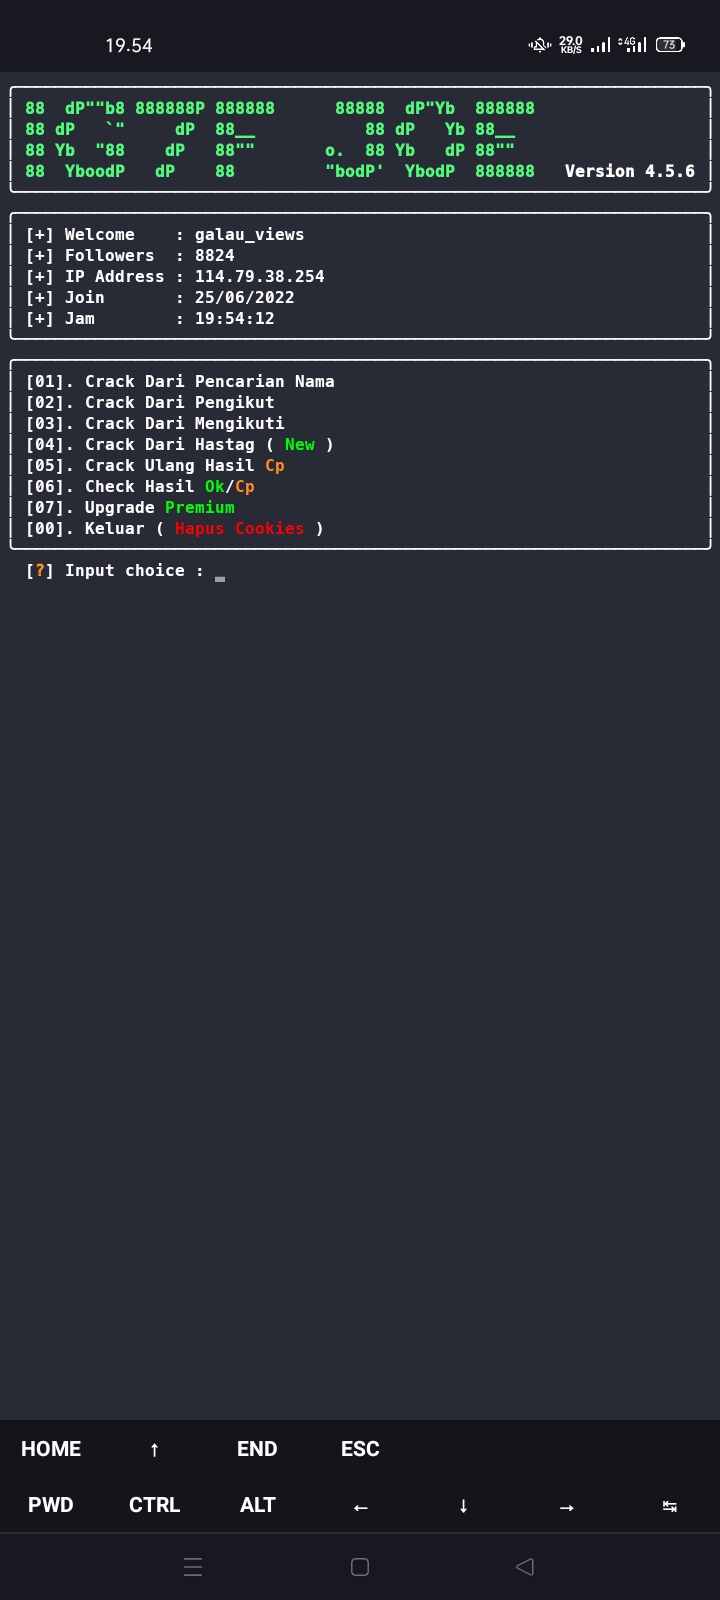 19.54 29.0 KB/S 4G 73
88  dP""b8 888888P 888888      88888  dP"Yb  888888
88 dP   `"     dP  88__           88 dP   Yb 88__
88 Yb  "88    dP   88""       o.  88 Yb   dP 88""
88  YboodP   dP    88         "bodP'  YbodP  888888   Version 4.5.6
[+] Welcome    : galau_views
[+] Followers  : 8824
[+] IP Address : 114.79.38.254
[+] Join       : 25/06/2022
[+] Jam        : 19:54:12
[01]. Crack Dari Pencarian Nama
[02]. Crack Dari Pengikut
[03]. Crack Dari Mengikuti
[04]. Crack Dari Hastag ( New )
[05]. Crack Ulang Hasil Cp
[06]. Check Hasil Ok/Cp
[07]. Upgrade Premium
[00]. Keluar ( Hapus Cookies )
[?] Input choice : _
HOME ↑ END ESC
PWD CTRL ALT ← ↓ → ↹